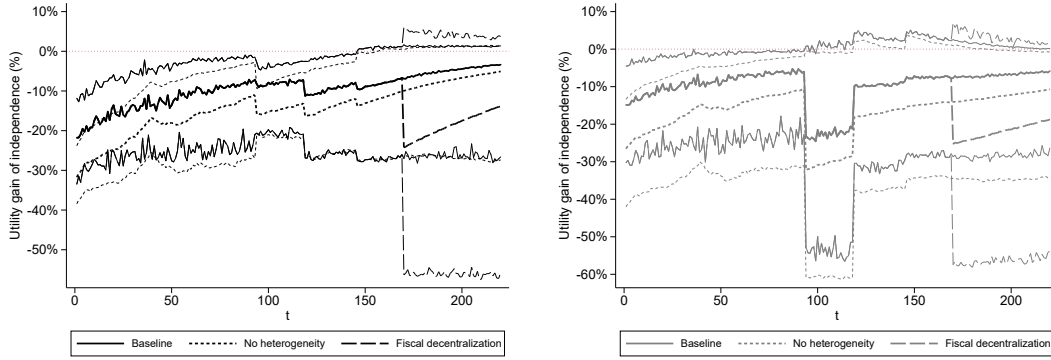 10%
0%
-10%
-20%
-30%
-40%
-50%
Utility gain of independence (%)
0
50
100
150
200
t
Baseline
No heterogeneity
Fiscal decentralization
10%
0%
-10%
-20%
-30%
-40%
-50%
-60%
Utility gain of independence (%)
0
50
100
150
200
t
Baseline
No heterogeneity
Fiscal decentralization